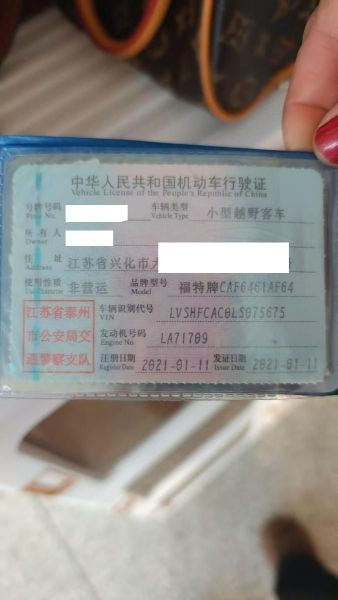 中华人民共和国机动车行驶证
Vehicle License of the People's Republic of China
号牌号码 车辆类型 小型越野客车
Plate No. Vehicle Type
所有人
Owner
住址 江苏省兴化市
Address
使用性质 非营运 品牌型号 福特牌CAF6461AF64
Use Character Model
江苏省泰州 车辆识别代号 LVSHFCAC0LS075675
VIN
市公安局交 发动机号码 LA71709
Engine No.
通警察支队 注册日期 2021-01-11 发证日期 2021-01-11
Register Date Issue Date